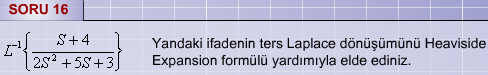 SORU 16
L⁻¹{ (S + 4) / (2S² + 5S + 3) }
Yandaki ifadenin ters Laplace dönüşümünü Heaviside
Expansion formülü yardımıyla elde ediniz.